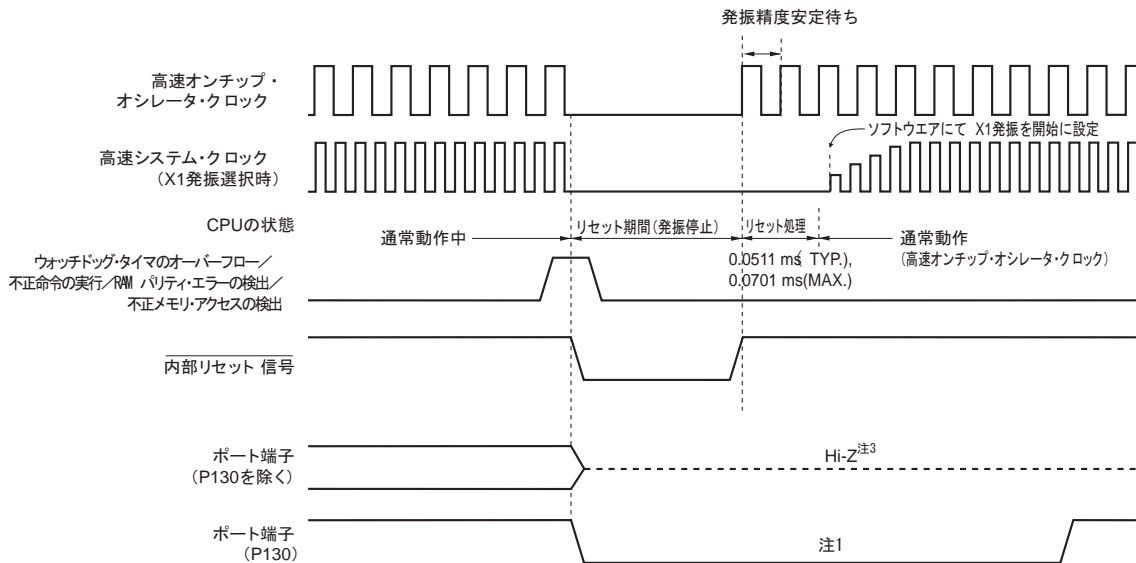 発振精度安定待ち
高速オンチップ・
オシレータ・クロック
ソフトウエアにて X1発振を開始に設定
高速システム・クロック
（X1発振選択時）
CPUの状態
通常動作中
リセット期間（発振停止）
リセット処理
通常動作
（高速オンチップ・オシレータ・クロック）
0.0511 ms( TYP.),
0.0701 ms(MAX.)
ウォッチドッグ・タイマのオーバーフロー／
不正命令の実行／RAM パリティ・エラーの検出／
不正メモリ・アクセスの検出
内部リセット 信号
ポート端子
（P130を除く）
Hi-Z注3
ポート端子
（P130）
注1